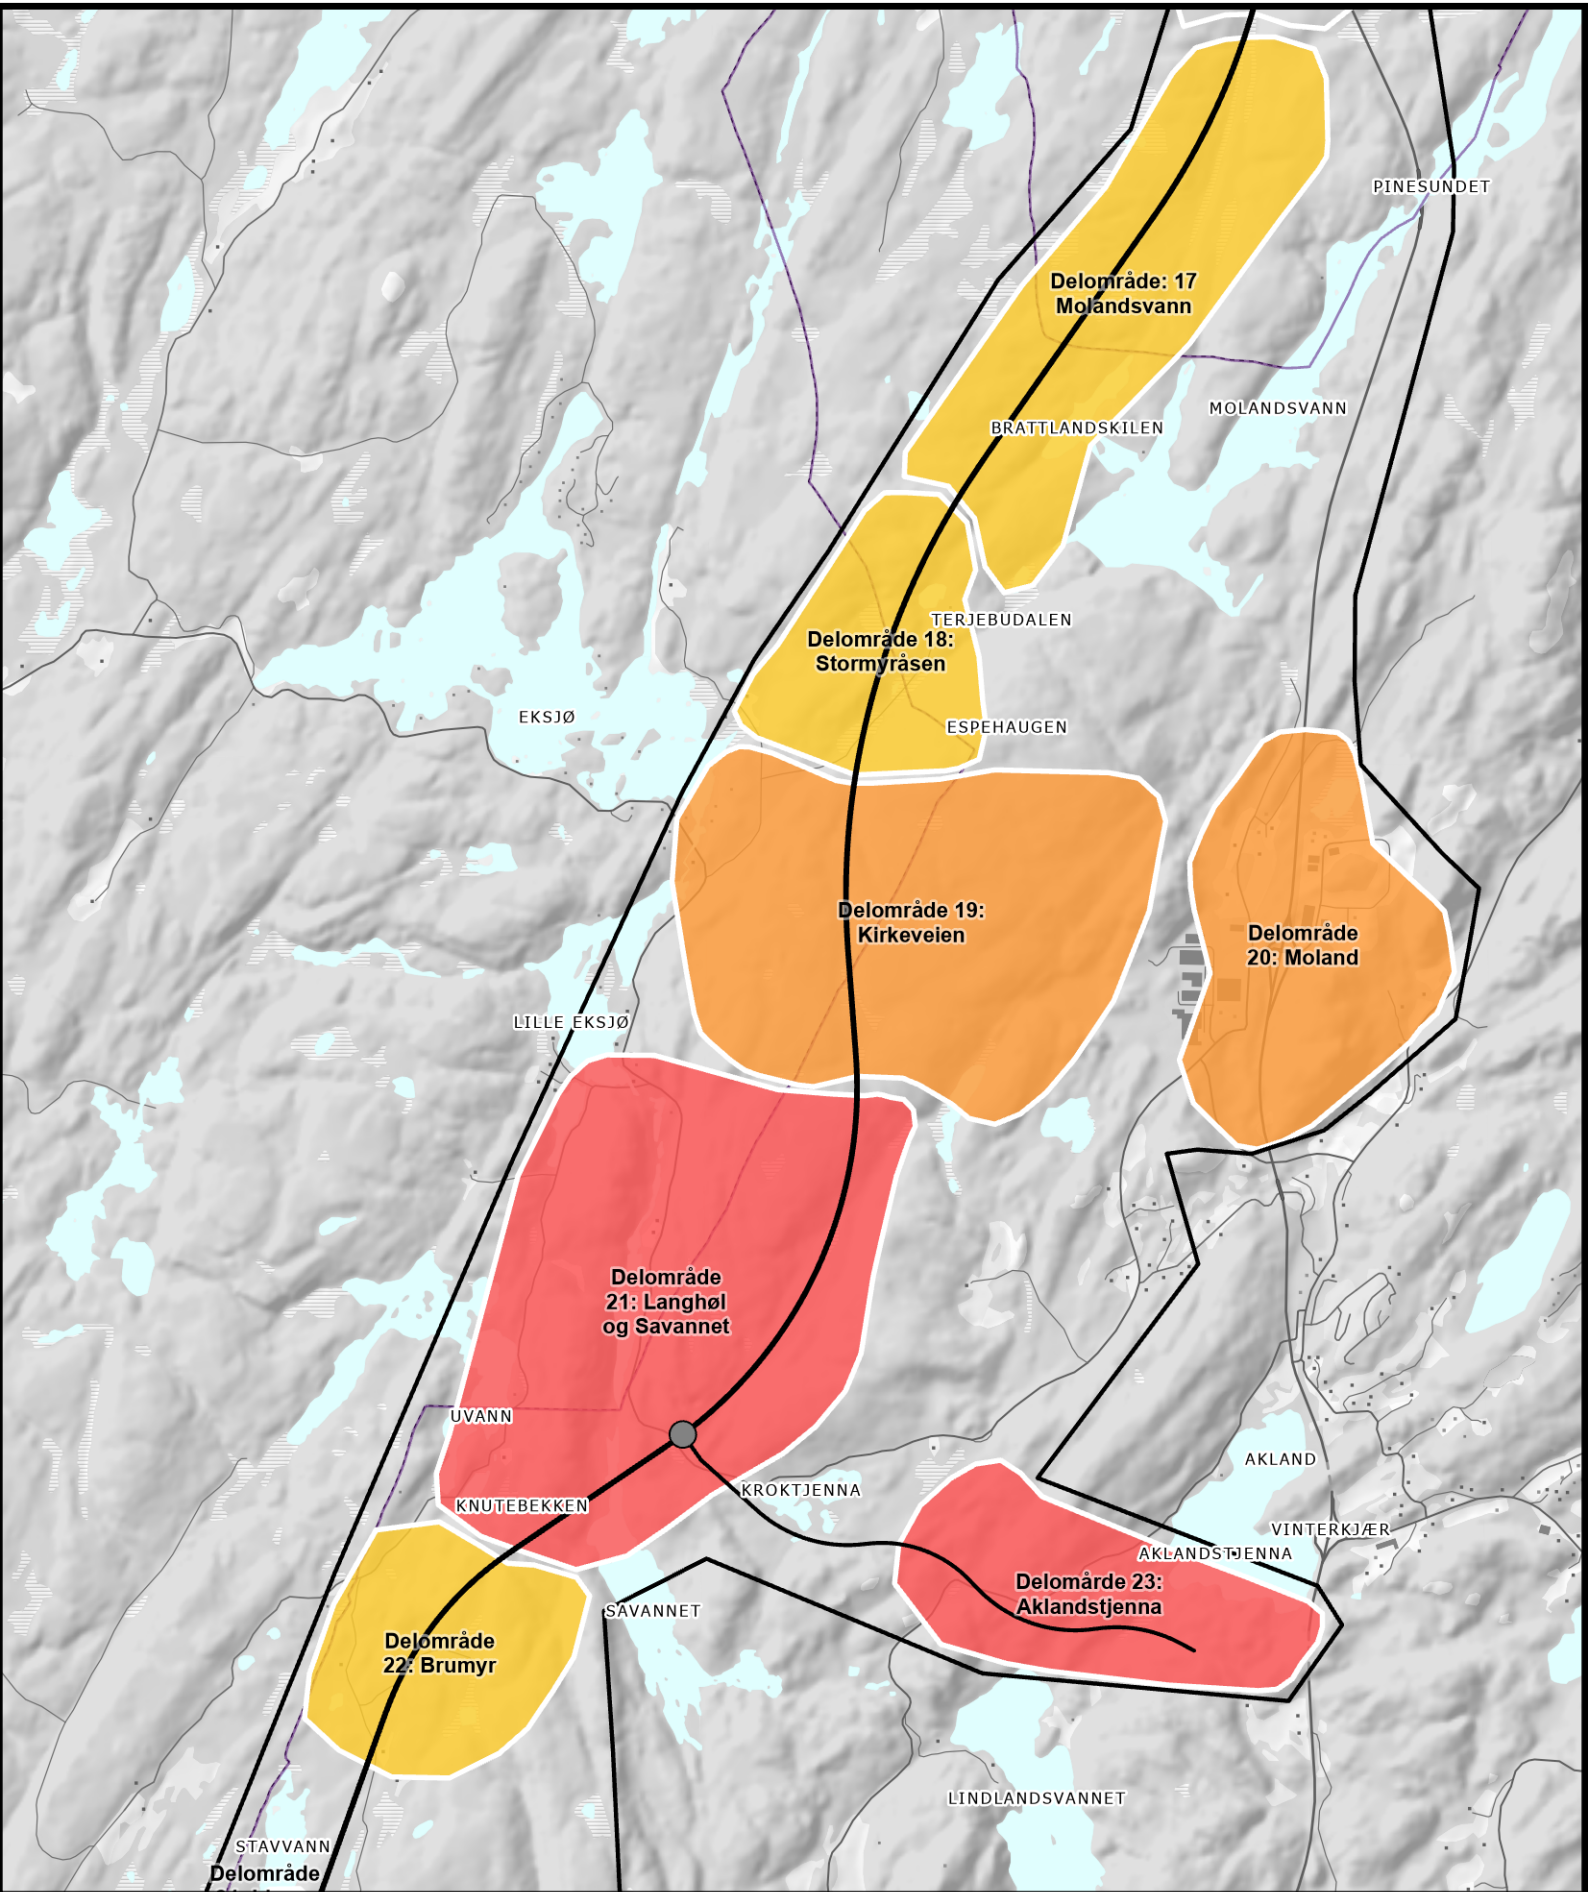 PINESUNDET
Delområde: 17
Molandsvann
MOLANDSVANN
BRATTLANDSKILEN
TERJEBUDALEN
Delområde 18:
Stormyråsen
EKSJØ
ESPEHAUGEN
Delområde 19:
Kirkeveien
Delområde
20: Moland
LILLE EKSJØ
Delområde
21: Langhøl
og Savannet
UVANN
AKLAND
KROKTJENNA
KNUTEBEKKEN
VINTERKJÆR
AKLANDSTJENNA
Delomårde 23:
Aklandstjenna
SAVANNET
Delområde
22: Brumyr
LINDLANDSVANNET
STAVVANN
Delområde